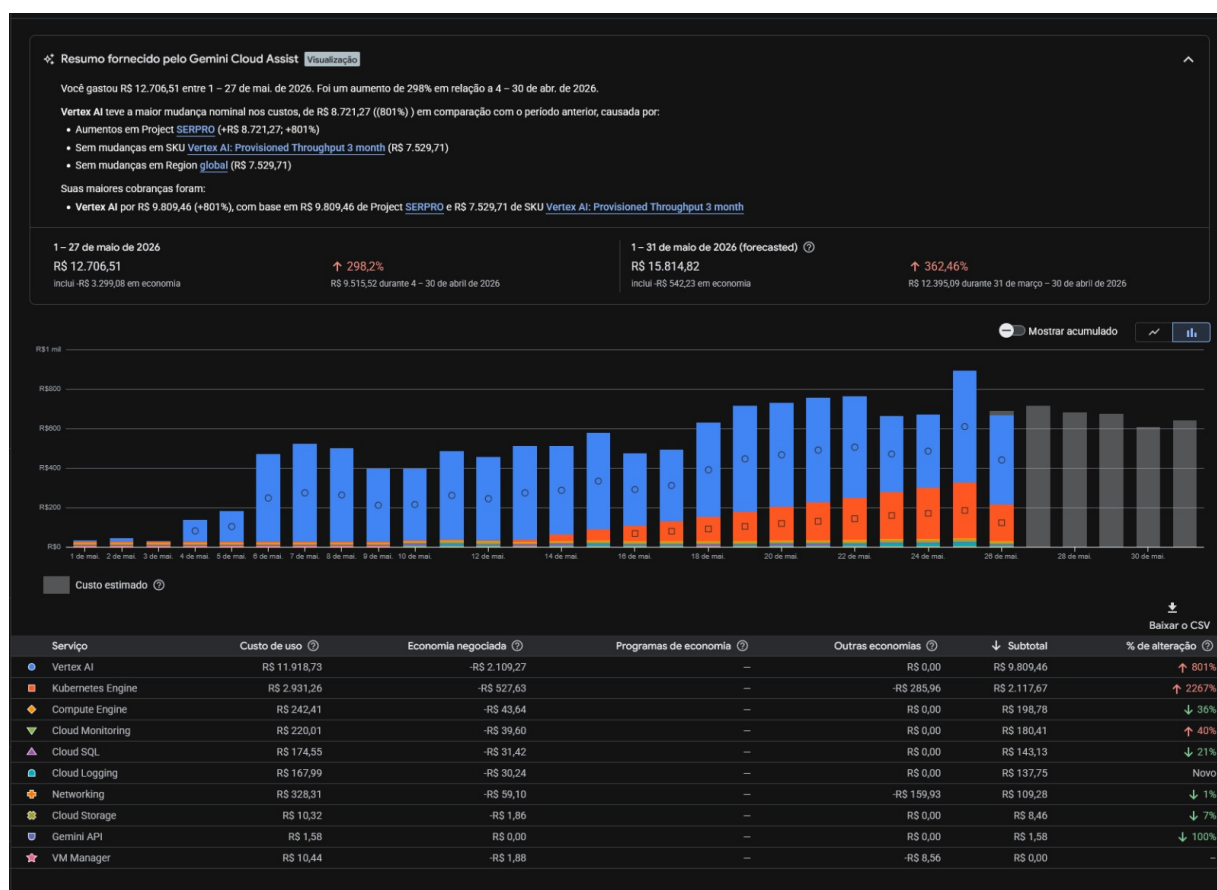 Resumo fornecido pelo Gemini Cloud Assist Visualização
Você gastou R$ 12.706,51 entre 1 – 27 de mai. de 2026. Foi um aumento de 298% em relação a 4 – 30 de abr. de 2026.
Vertex AI teve a maior mudança nominal nos custos, de R$ 8.721,27 ((801%) ) em comparação com o período anterior, causada por:
• Aumentos em Project SERPRO (+R$ 8.721,27; +801%)
• Sem mudanças em SKU Vertex AI: Provisioned Throughput 3 month (R$ 7.529,71)
• Sem mudanças em Region global (R$ 7.529,71)
Suas maiores cobranças foram:
• Vertex AI por R$ 9.809,46 (+801%), com base em R$ 9.809,46 de Project SERPRO e R$ 7.529,71 de SKU Vertex AI: Provisioned Throughput 3 month
1 – 27 de maio de 2026
R$ 12.706,51 ↑ 298,2%
inclui -R$ 3.299,08 em economia R$ 9.515,52 durante 4 – 30 de abril de 2026
1 – 31 de maio de 2026 (forecasted)
R$ 15.814,82 ↑ 362,46%
inclui -R$ 542,23 em economia R$ 12.395,09 durante 31 de março – 30 de abril de 2026
Mostrar acumulado
R$1 mil
R$800
R$600
R$400
R$200
R$0
1 de mai. 2 de mai. 3 de mai. 4 de mai. 5 de mai. 6 de mai. 7 de mai. 8 de mai. 9 de mai. 10 de mai. 12 de mai. 14 de mai. 16 de mai. 18 de mai. 20 de mai. 22 de mai. 24 de mai. 26 de mai. 28 de mai. 30 de mai.
Custo estimado
Baixar o CSV
Serviço Custo de uso Economia negociada Programas de economia Outras economias ↓ Subtotal % de alteração
Vertex AI R$ 11.918,73 -R$ 2.109,27 — R$ 0,00 R$ 9.809,46 ↑ 801%
Kubernetes Engine R$ 2.931,26 -R$ 527,63 — -R$ 285,96 R$ 2.117,67 ↑ 2267%
Compute Engine R$ 242,41 -R$ 43,64 — R$ 0,00 R$ 198,78 ↓ 36%
Cloud Monitoring R$ 220,01 -R$ 39,60 — R$ 0,00 R$ 180,41 ↑ 40%
Cloud SQL R$ 174,55 -R$ 31,42 — R$ 0,00 R$ 143,13 ↓ 21%
Cloud Logging R$ 167,99 -R$ 30,24 — R$ 0,00 R$ 137,75 Novo
Networking R$ 328,31 -R$ 59,10 — -R$ 159,93 R$ 109,28 ↓ 1%
Cloud Storage R$ 10,32 -R$ 1,86 — R$ 0,00 R$ 8,46 ↓ 7%
Gemini API R$ 1,58 R$ 0,00 — R$ 0,00 R$ 1,58 ↓ 100%
VM Manager R$ 10,44 -R$ 1,88 — -R$ 8,56 R$ 0,00 —